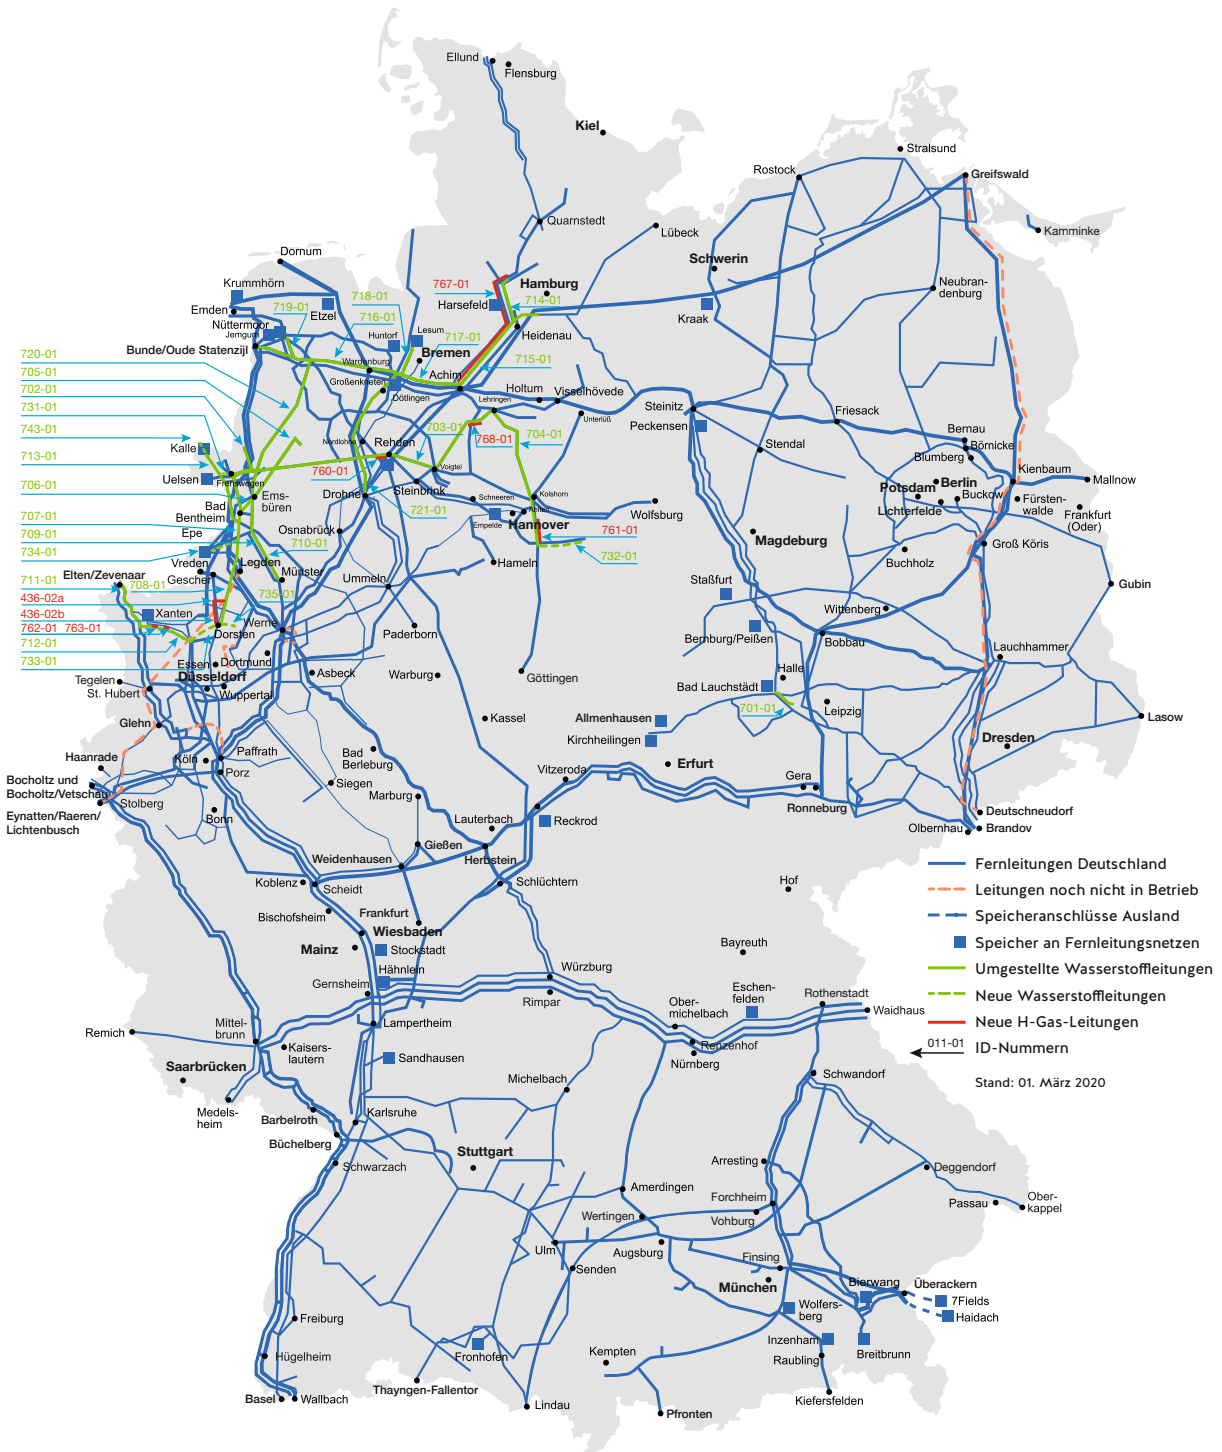 Ellund
Flensburg
Kiel
Stralsund
Rostock
Greifswald
Quarnstedt
Lübeck
Kamminke
Dornum
Schwerin
Krummhörn
767-01
Hamburg
Neubran-
denburg
718-01
Harsefeld
714-01
Emden
719-01
Etzel
716-01
Kraak
Nüttermoor
Jemgum
Huntorf
Lesum
717-01
Heidenau
Bunde/Oude Statenzijl
Bremen
720-01
Wardenburg
715-01
705-01
Großenkneten
Achim
702-01
Dötlingen
Holtum
Visselhövede
731-01
Lehringen
Unterlüß
Steinitz
Friesack
743-01
703-01
704-01
Peckensen
Bernau
Kalle
Nordlohne
Rehden
768-01
Stendal
Börnicke
713-01
760-01
Voigtei
Blumberg
Kienbaum
Uelsen
Frenswegen
Steinbrink
Berlin
Mallnow
706-01
Ems-
büren
Drohne
Schneeren
Kolshorn
Potsdam
Buckow
Fürsten-
walde
Bad
Bentheim
721-01
Ahlten
Wolfsburg
Lichterfelde
Frankfurt
(Oder)
707-01
Osnabrück
Empelde
Hannover
761-01
709-01
Epe
710-01
Magdeburg
Groß Köris
734-01
732-01
Buchholz
Vreden
Legden
Hameln
Elten/Zevenaar
Gescher
Münster
Ummeln
Staßfurt
Gubin
711-01
708-01
735-01
436-02a
Xanten
Wittenberg
436-02b
Werne
762-01 763-01
Dorsten
Paderborn
Bernburg/Peißen
Bobbau
712-01
733-01
Essen
Dortmund
Lauchhammer
Tegelen
Düsseldorf
Asbeck
Warburg
Göttingen
Halle
St. Hubert
Wuppertal
Bad Lauchstädt
701-01
Leipzig
Glehn
Kassel
Allmenhausen
Lasow
Kirchheilingen
Dresden
Haanrade
Köln
Paffrath
Bad
Berleburg
Erfurt
Bocholtz und
Bocholtz/Vetschau
Porz
Siegen
Vitzeroda
Gera
Stolberg
Marburg
Ronneburg
Eynatten/Raeren/
Lichtenbusch
Bonn
Lauterbach
Reckrod
Deutschneudorf
Olbernhau
Brandov
Gießen
Weidenhausen
Herbstein
Koblenz
Scheidt
Schlüchtern
Hof
Bischofsheim
Frankfurt
Wiesbaden
Mainz
Stockstadt
Bayreuth
Hähnlein
Würzburg
Gernsheim
Rimpar
Eschen-
felden
Rothenstadt
Ober-
michelbach
Waidhaus
Remich
Mittel-
brunn
Lampertheim
Kaisers-
lautern
Renzenhof
Saarbrücken
Sandhausen
Nürnberg
Michelbach
Schwandorf
Medels-
heim
Barbelroth
Karlsruhe
Büchelberg
Stuttgart
Schwarzach
Arresting
Deggendorf
Amerdingen
Forchheim
Passau
Ober-
kappel
Wertingen
Vohburg
Ulm
Augsburg
Finsing
Senden
München
Bierwang
Überackern
7Fields
Wolfers-
berg
Haidach
Freiburg
Inzenham
Hügelheim
Fronhofen
Kempten
Raubling
Breitbrunn
Thayngen-Fallentor
Basel
Wallbach
Lindau
Pfronten
Kiefersfelden
Fernleitungen Deutschland
Leitungen noch nicht in Betrieb
Speicheranschlüsse Ausland
Speicher an Fernleitungsnetzen
Umgestellte Wasserstoffleitungen
Neue Wasserstoffleitungen
Neue H-Gas-Leitungen
011-01 ID-Nummern
Stand: 01. März 2020